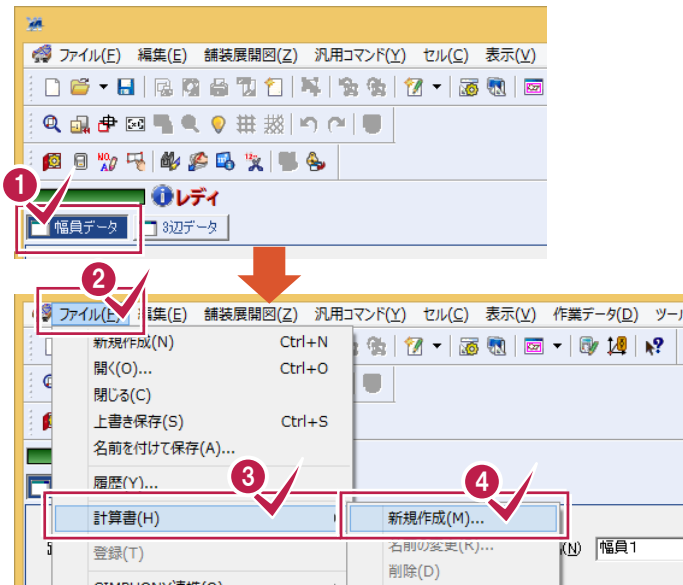 ファイル(F) 編集(E) 舗装展開図(Z) 汎用コマンド(Y) セル(C) 表示(V)
1
レディ
幅員データ 3辺データ
2
ファイル(F) 編集(E) 舗装展開図(Z) 汎用コマンド(Y) セル(C) 表示(V) 作業データ(D) ツール
新規作成(N) Ctrl+N
開く(O)... Ctrl+O
閉じる(C)
上書き保存(S) Ctrl+S
名前を付けて保存(A)...
履歴(Y)...
3
4
計算書(H) 新規作成(M)...
登録(T) 名前の変更(R)... (N) 幅員1
削除(D)